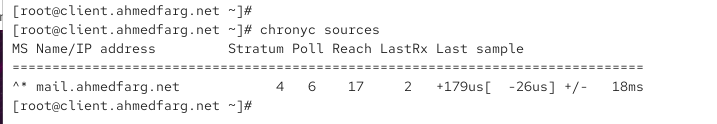 [root@client.ahmedfarg.net ~]#
[root@client.ahmedfarg.net ~]# chronyc sources
MS Name/IP address         Stratum Poll Reach LastRx Last sample
===============================================================================
^* mail.ahmedfarg.net            4   6    17     2   +179us[  -26us] +/-   18ms
[root@client.ahmedfarg.net ~]#